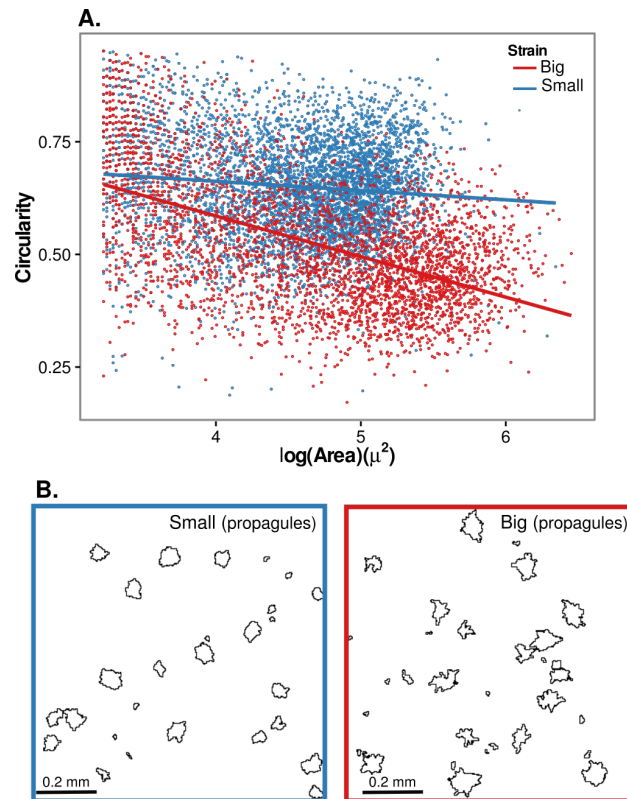 A.
Strain
Big
Small
0.75
0.50
0.25
Circularity
4 5 6
log(Area)(μ²)
B.
Small (propagules)
0.2 mm
Big (propagules)
0.2 mm